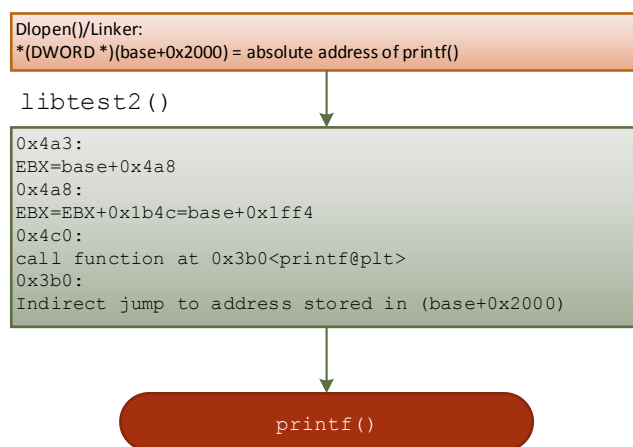 Dlopen()/Linker:
*(DWORD *)(base+0x2000) = absolute address of printf()
libtest2()
0x4a3:
EBX=base+0x4a8
0x4a8:
EBX=EBX+0x1b4c=base+0x1ff4
0x4c0:
call function at 0x3b0<printf@plt>
0x3b0:
Indirect jump to address stored in (base+0x2000)
printf()